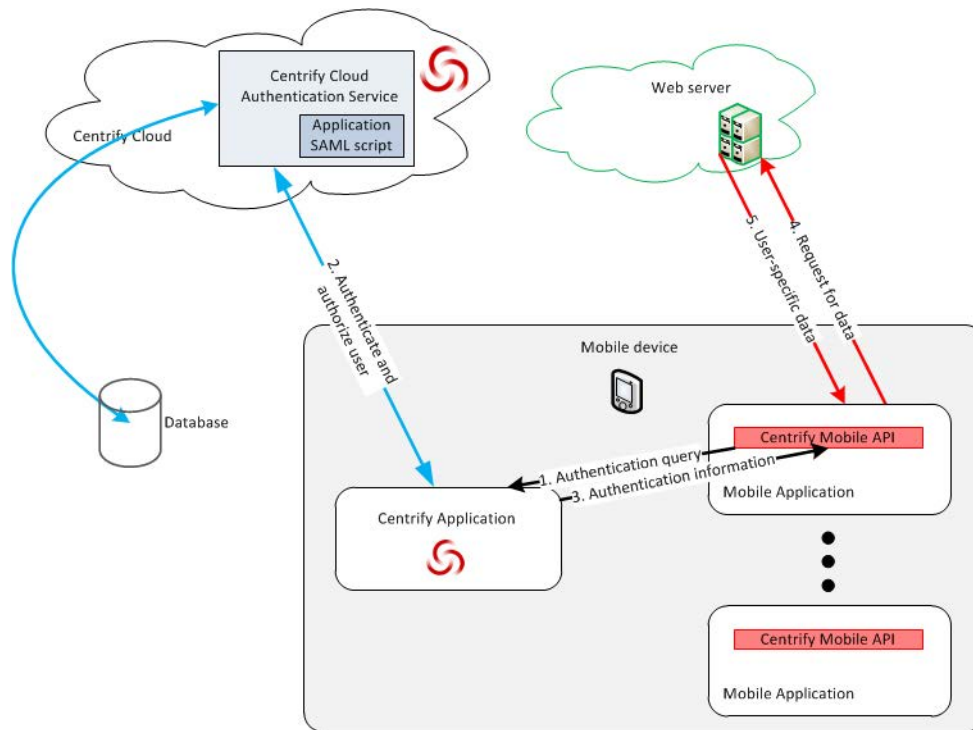 Centrify Cloud
Authentication Service
Application
SAML script
Centrify Cloud
Web server
2. Authenticate and
authorize user
5. User-specific
data
4. Request for
data
Database
Mobile device
Centrify Mobile API
Mobile Application
1. Authentication query
3. Authentication information
Centrify Application
Centrify Mobile API
Mobile Application